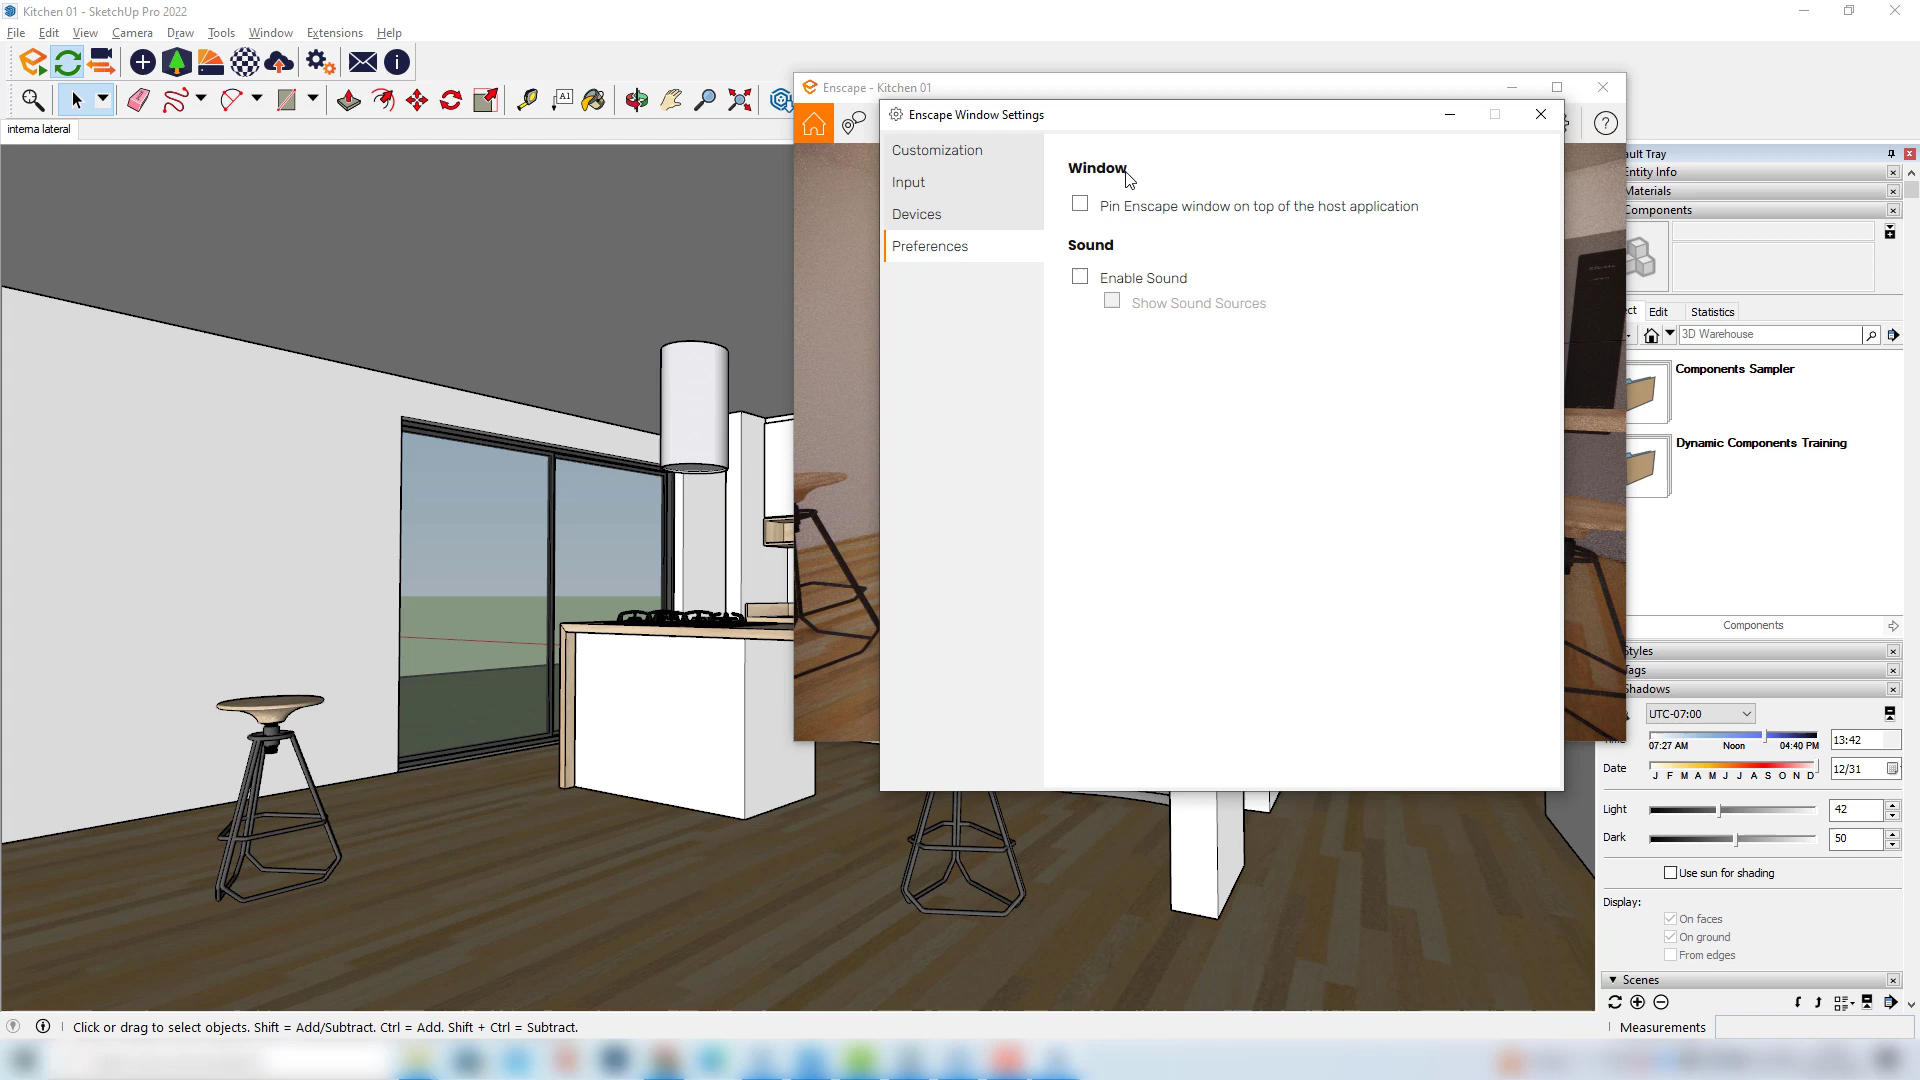 Kitchen 01 - SketchUp Pro 2022
File Edit View Camera Draw Tools Window Extensions Help
interna lateral
Enscape - Kitchen 01
Enscape Window Settings
Customization
Input
Devices
Preferences
Window
Pin Enscape window on top of the host application
Sound
Enable Sound
Show Sound Sources
ault Tray
Entity Info
Materials
Components
ct Edit Statistics
3D Warehouse
Components Sampler
Dynamic Components Training
Components
Styles
Tags
Shadows
UTC-07:00
Time 07:27 AM Noon 04:40 PM 13:42
Date J F M A M J J A S O N D 12/31
Light 42
Dark 50
Use sun for shading
Display:
On faces
On ground
From edges
Scenes
Click or drag to select objects. Shift = Add/Subtract. Ctrl = Add. Shift + Ctrl = Subtract.
Measurements